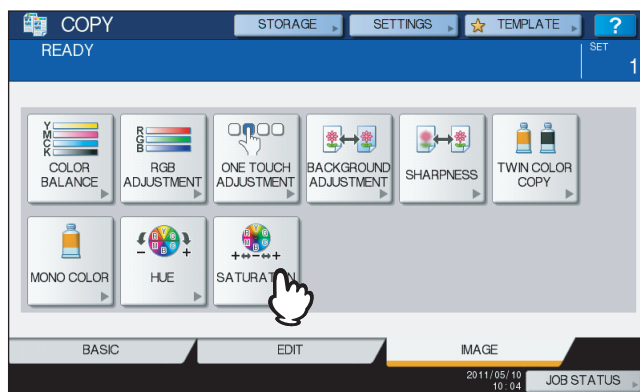 COPY
STORAGE
SETTINGS
TEMPLATE
?
READY
SET
1
Y
M
C
K
COLOR
BALANCE
R
G
B
RGB
ADJUSTMENT
ONE TOUCH
ADJUSTMENT
BACKGROUND
ADJUSTMENT
SHARPNESS
TWIN COLOR
COPY
MONO COLOR
- +
HUE
+↔-↔+
SATURATION
BASIC
EDIT
IMAGE
2011/05/10
10:04
JOB STATUS